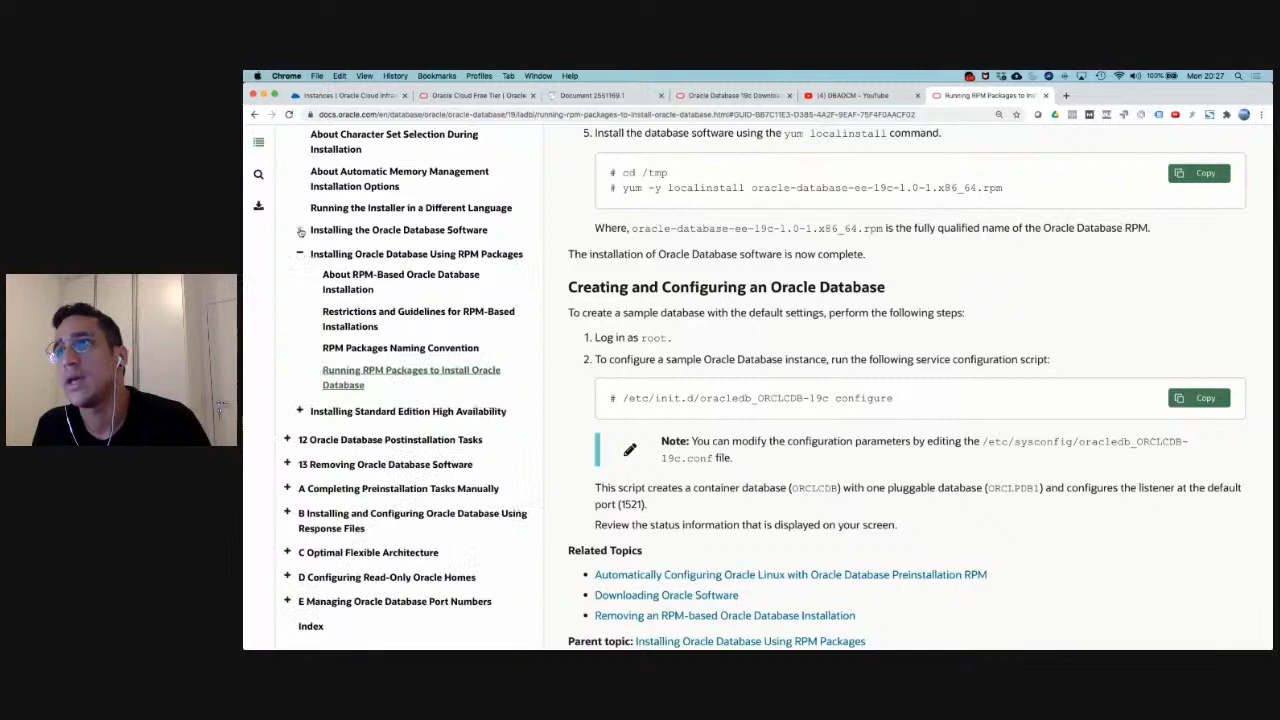 Chrome File Edit View History Bookmarks Profiles Tab Window Help 100% Mon 20:27
Instances | Oracle Cloud Infra
Oracle Cloud Free Tier | Oracle
Document 2551169.1
Oracle Database 19c Downloa
(4) DBAOCM - YouTube
Running RPM Packages to Inst
docs.oracle.com/en/database/oracle/oracle-database/19/ladbi/running-rpm-packages-to-install-oracle-database.html#GUID-BB7C11E3-D385-4A2F-9EAF-75F4F0AACF02
About Character Set Selection During
Installation
About Automatic Memory Management
Installation Options
Running the Installer in a Different Language
Installing the Oracle Database Software
Installing Oracle Database Using RPM Packages
About RPM-Based Oracle Database
Installation
Restrictions and Guidelines for RPM-Based
Installations
RPM Packages Naming Convention
Running RPM Packages to Install Oracle
Database
+ Installing Standard Edition High Availability
+ 12 Oracle Database Postinstallation Tasks
+ 13 Removing Oracle Database Software
+ A Completing Preinstallation Tasks Manually
+ B Installing and Configuring Oracle Database Using
Response Files
+ C Optimal Flexible Architecture
+ D Configuring Read-Only Oracle Homes
+ E Managing Oracle Database Port Numbers
Index
5. Install the database software using the yum localinstall command.
# cd /tmp
# yum -y localinstall oracle-database-ee-19c-1.0-1.x86_64.rpm
Copy
Where, oracle-database-ee-19c-1.0-1.x86_64.rpm is the fully qualified name of the Oracle Database RPM.
The installation of Oracle Database software is now complete.
Creating and Configuring an Oracle Database
To create a sample database with the default settings, perform the following steps:
1. Log in as root.
2. To configure a sample Oracle Database instance, run the following service configuration script:
# /etc/init.d/oracledb_ORCLCDB-19c configure
Copy
Note: You can modify the configuration parameters by editing the /etc/sysconfig/oracledb_ORCLCDB-
19c.conf file.
This script creates a container database (ORCLCDB) with one pluggable database (ORCLPDB1) and configures the listener at the default
port (1521).
Review the status information that is displayed on your screen.
Related Topics
• Automatically Configuring Oracle Linux with Oracle Database Preinstallation RPM
• Downloading Oracle Software
• Removing an RPM-based Oracle Database Installation
Parent topic: Installing Oracle Database Using RPM Packages